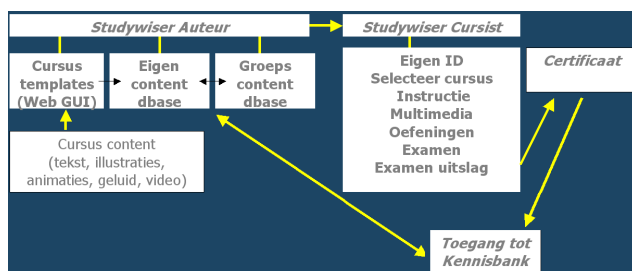 Studywiser Auteur
Studywiser Cursist
Cursus
templates
(Web GUI)
Eigen
content
dbase
Groeps
content
dbase
Cursus content
(tekst, illustraties,
animaties, geluid, video)
Eigen ID
Selecteer cursus
Instructie
Multimedia
Oefeningen
Examen
Examen uitslag
Certificaat
Toegang tot
Kennisbank